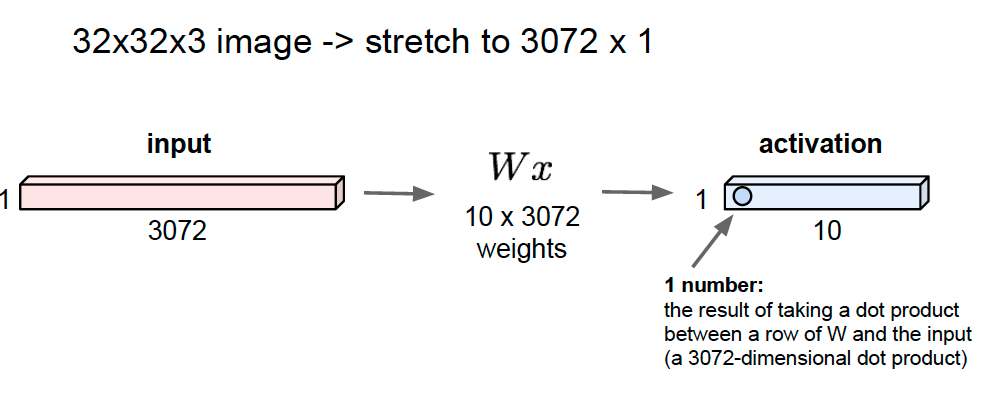 32x32x3 image -> stretch to 3072 x 1
input
activation
1
3072
Wx
10 x 3072
weights
1
10
1 number:
the result of taking a dot product
between a row of W and the input
(a 3072-dimensional dot product)